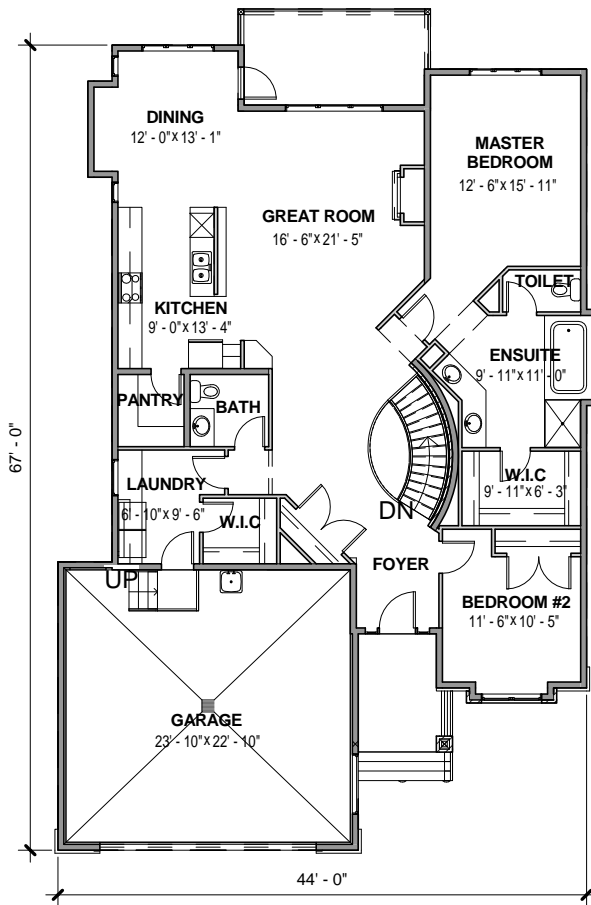 DINING
12' - 0" x 13' - 1"
MASTER
BEDROOM
12' - 6" x 15' - 11"
GREAT ROOM
16' - 6" x 21' - 5"
TOILET
KITCHEN
9' - 0" x 13' - 4"
ENSUITE
9' - 11" x 11' - 0"
PANTRY
BATH
67' - 0"
LAUNDRY
6' - 10" x 9' - 6"
W.I.C
9' - 11" x 6' - 3"
W.I.C
DN
FOYER
UP
BEDROOM #2
11' - 6" x 10' - 5"
GARAGE
23' - 10" x 22' - 10"
44' - 0"